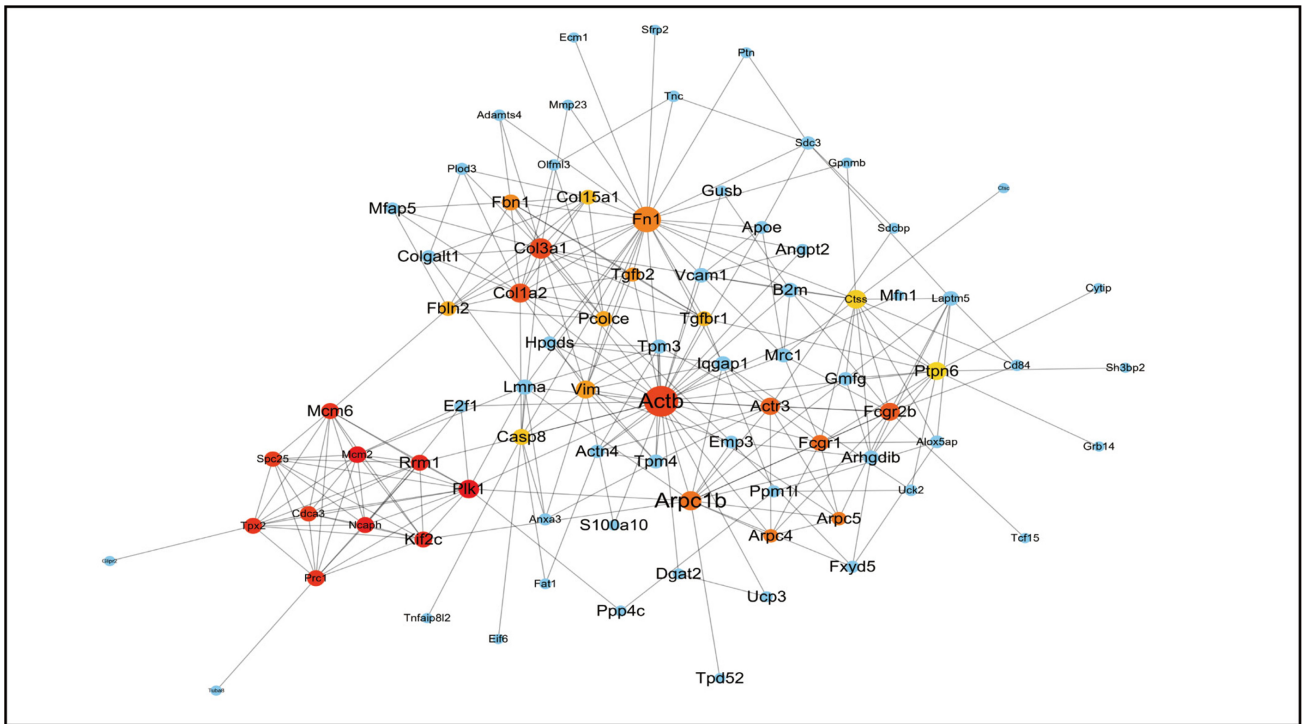 Sfrp2
Ecm1
Ptn
Tnc
Mmp23
Adamts4
Sdc3
Olfml3
Gpnmb
Plod3
Gusb
Col15a1
Fbn1
Mfap5
Fn1
Apoe
Sdcbp
Col3a1
Angpt2
Colgalt1
Tgfb2
Vcam1
B2m
Cytip
Col1a2
Mfn1
Laptm5
Ctss
Fbln2
Pcolce
Tgfbr1
Hpgds
Tpm3
Mrc1
Iqgap1
Cd84
Sh3bp2
Ptpn6
Gmfg
Lmna
Vim
Actb
Actr3
Fcgr2b
Mcm6
E2f1
Casp8
Emp3
Fcgr1
Alox5ap
Grb14
Actn4
Arhgdib
Spc25
Mcm2
Rrm1
Tpm4
Plk1
Ppm1l
Uck2
Arpc1b
Cdca3
Tpx2
Ncaph
Anxa3
S100a10
Arpc5
Arpc4
Kif2c
Tcf15
Fxyd5
Dgat2
Prc1
Fat1
Ucp3
Ppp4c
Tnfaip8l2
Eif6
Tpd52